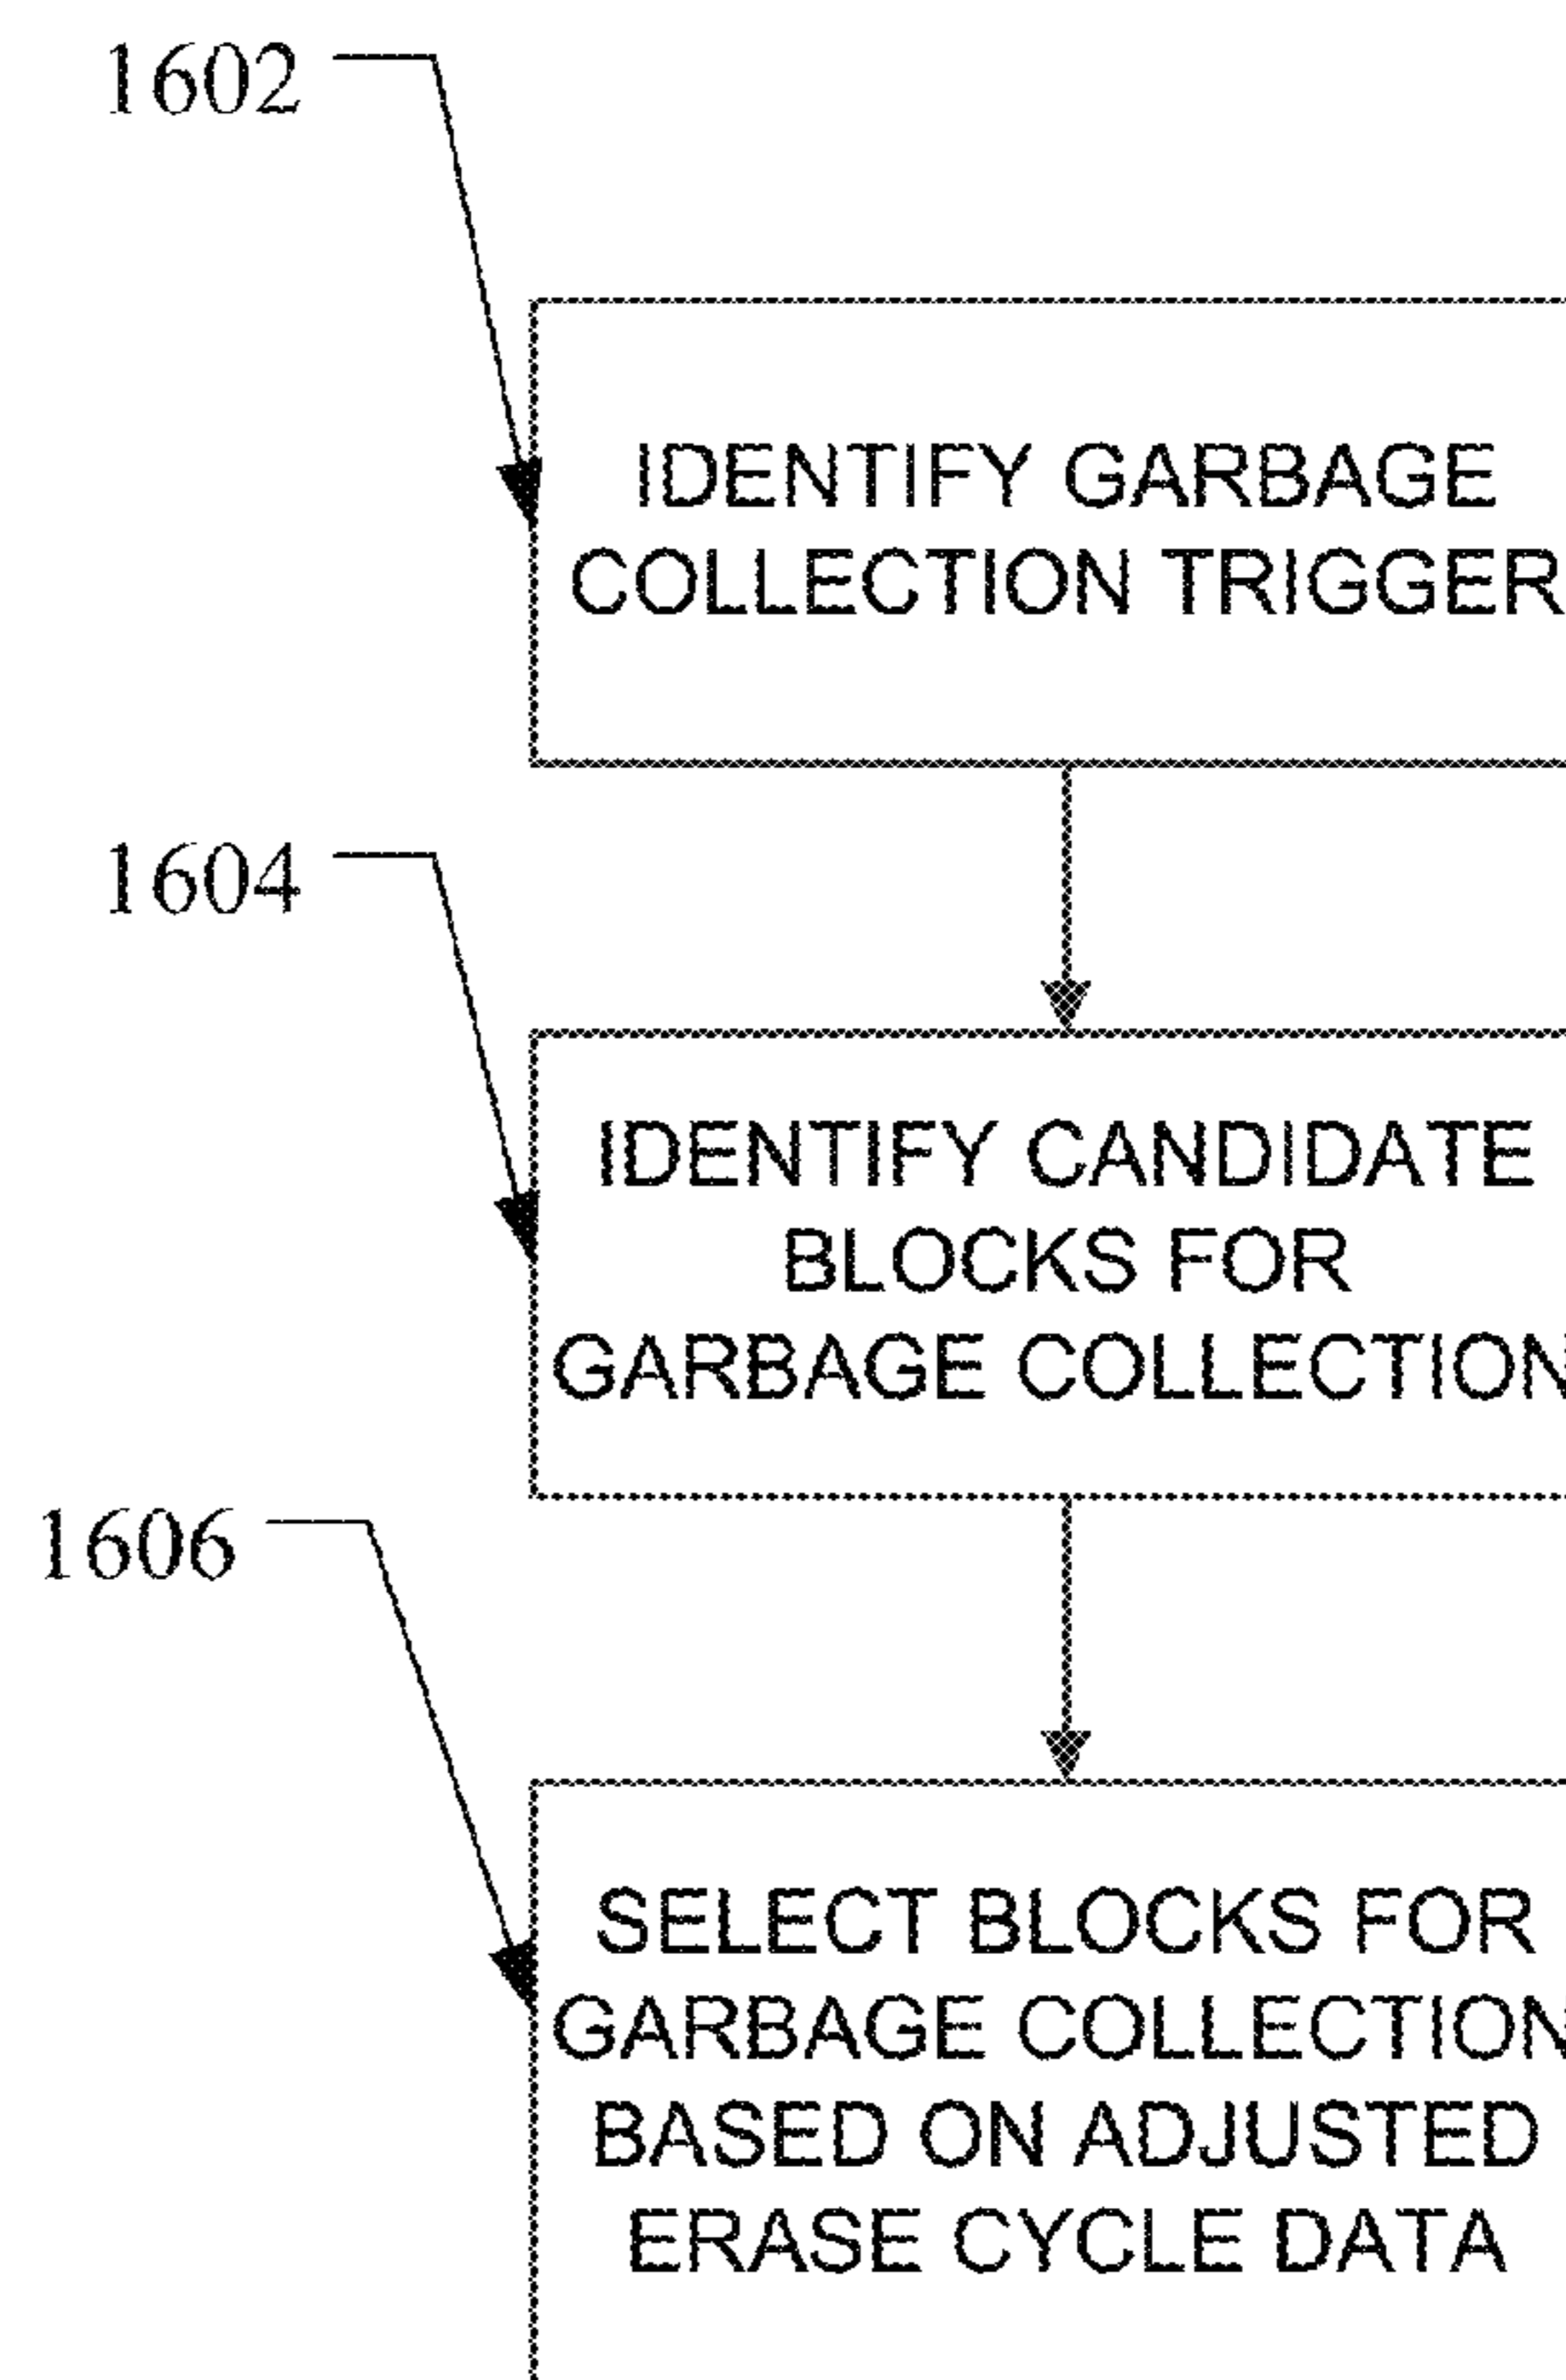 1602
IDENTIFY GARBAGE
COLLECTION TRIGGER
1604
IDENTIFY CANDIDATE
BLOCKS FOR
GARBAGE COLLECTION
1606
SELECT BLOCKS FOR
GARBAGE COLLECTION
BASED ON ADJUSTED
ERASE CYCLE DATA